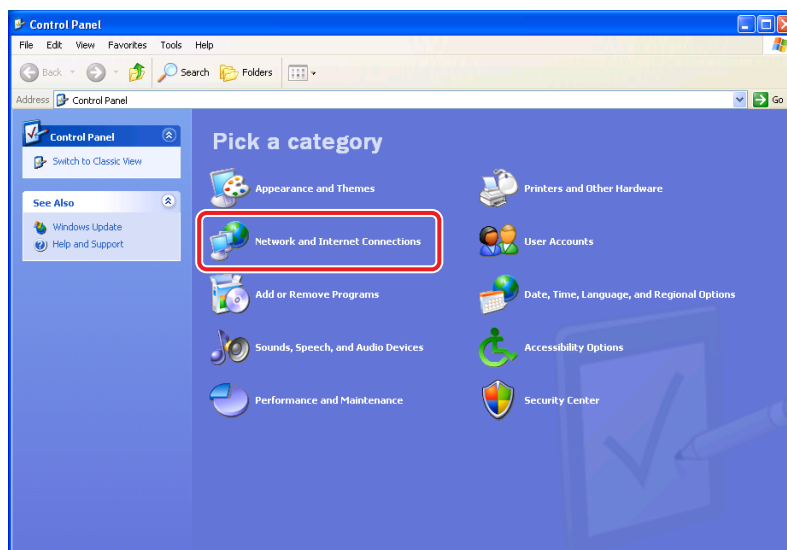 Control Panel
File Edit View Favorites Tools Help
Back Search Folders
Address Control Panel Go
Control Panel
Switch to Classic View
See Also
Windows Update
Help and Support
Pick a category
Appearance and Themes
Printers and Other Hardware
Network and Internet Connections
User Accounts
Add or Remove Programs
Date, Time, Language, and Regional Options
Sounds, Speech, and Audio Devices
Accessibility Options
Performance and Maintenance
Security Center